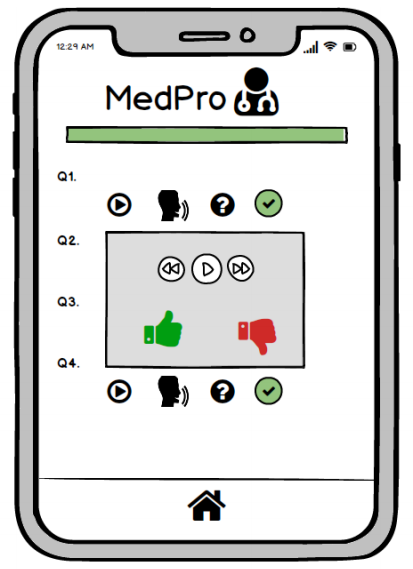 12:29 AM
MedPro
Q1.
?
Q2.
Q3.
Q4.
?